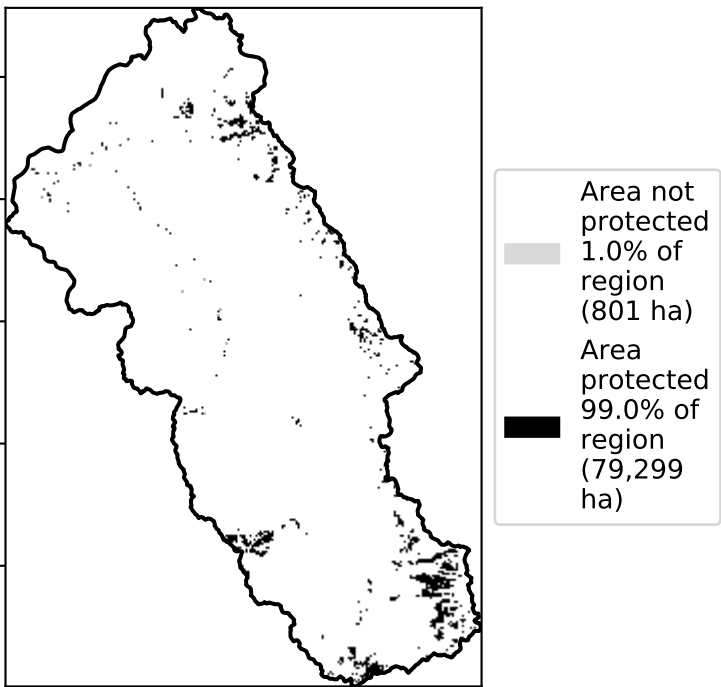 Area not
protected
1.0% of
region
(801 ha)
Area
protected
99.0% of
region
(79,299
ha)